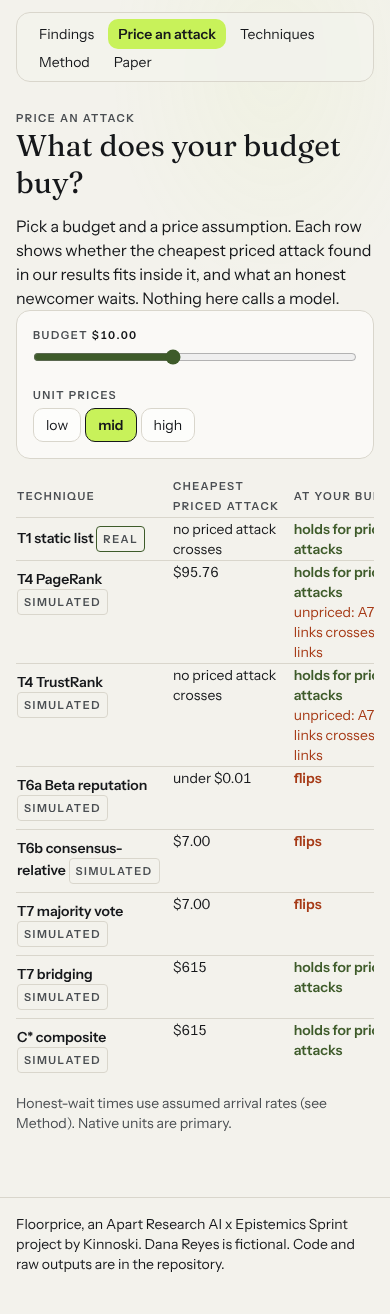 Findings Price an attack Techniques
Method Paper
PRICE AN ATTACK
What does your budget
buy?
Pick a budget and a price assumption. Each row
shows whether the cheapest priced attack found
in our results fits inside it, and what an honest
newcomer waits. Nothing here calls a model.
BUDGET $10.00
UNIT PRICES
low mid high
TECHNIQUE CHEAPEST PRICED ATTACK AT YOUR
T1 static list REAL no priced attack crosses holds for attacks
T4 PageRank SIMULATED $95.76 holds for attacks
unpriced: A7
links crosses
links
T4 TrustRank SIMULATED no priced attack crosses holds for attacks
unpriced: A7
links crosses
links
T6a Beta reputation SIMULATED under $0.01 flips
T6b consensus-relative SIMULATED $7.00 flips
T7 majority vote SIMULATED $7.00 flips
T7 bridging SIMULATED $615 holds for attacks
C* composite SIMULATED $615 holds for attacks
Honest-wait times use assumed arrival rates (see
Method). Native units are primary.
Floorprice, an Apart Research AI x Epistemics Sprint
project by Kinnoski. Dana Reyes is fictional. Code and
raw outputs are in the repository.